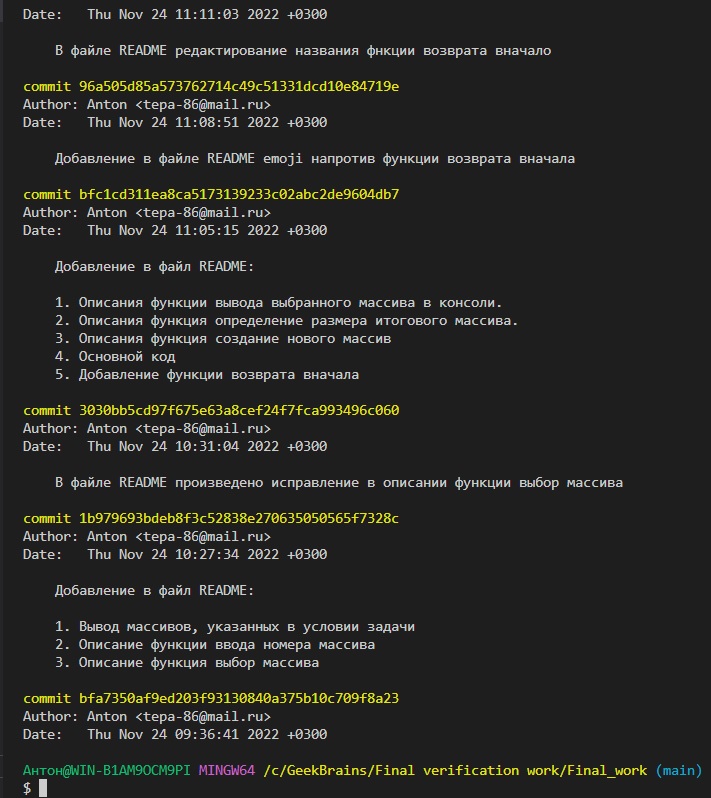 Date:   Thu Nov 24 11:11:03 2022 +0300
В файле README редактирование названия фнкции возврата вначало
commit 96a505d85a573762714c49c51331dcd10e84719e
Author: Anton <tepa-86@mail.ru>
Date:   Thu Nov 24 11:08:51 2022 +0300
Добавление в файле README emoji напротив функции возврата вначала
commit bfc1cd311ea8ca5173139233c02abc2de9604db7
Author: Anton <tepa-86@mail.ru>
Date:   Thu Nov 24 11:05:15 2022 +0300
Добавление в файл README:
1. Описания функции вывода выбранного массива в консоли.
2. Описания функция определение размера итогового массива.
3. Описания функция создание нового массив
4. Основной код
5. Добавление функции возврата вначала
commit 3030bb5cd97f675e63a8cef24f7fca993496c060
Author: Anton <tepa-86@mail.ru>
Date:   Thu Nov 24 10:31:04 2022 +0300
В файле README произведено исправление в описании функции выбор массива
commit 1b979693bdeb8f3c52838e270635050565f7328c
Author: Anton <tepa-86@mail.ru>
Date:   Thu Nov 24 10:27:34 2022 +0300
Добавление в файл README:
1. Вывод массивов, указанных в условии задачи
2. Описание функции ввода номера массива
3. Описание функция выбор массива
commit bfa7350af9ed203f93130840a375b10c709f8a23
Author: Anton <tepa-86@mail.ru>
Date:   Thu Nov 24 09:36:41 2022 +0300
Антон@WIN-B1AM9OCM9PI MINGW64 /c/GeekBrains/Final verification work/Final_work (main)
$